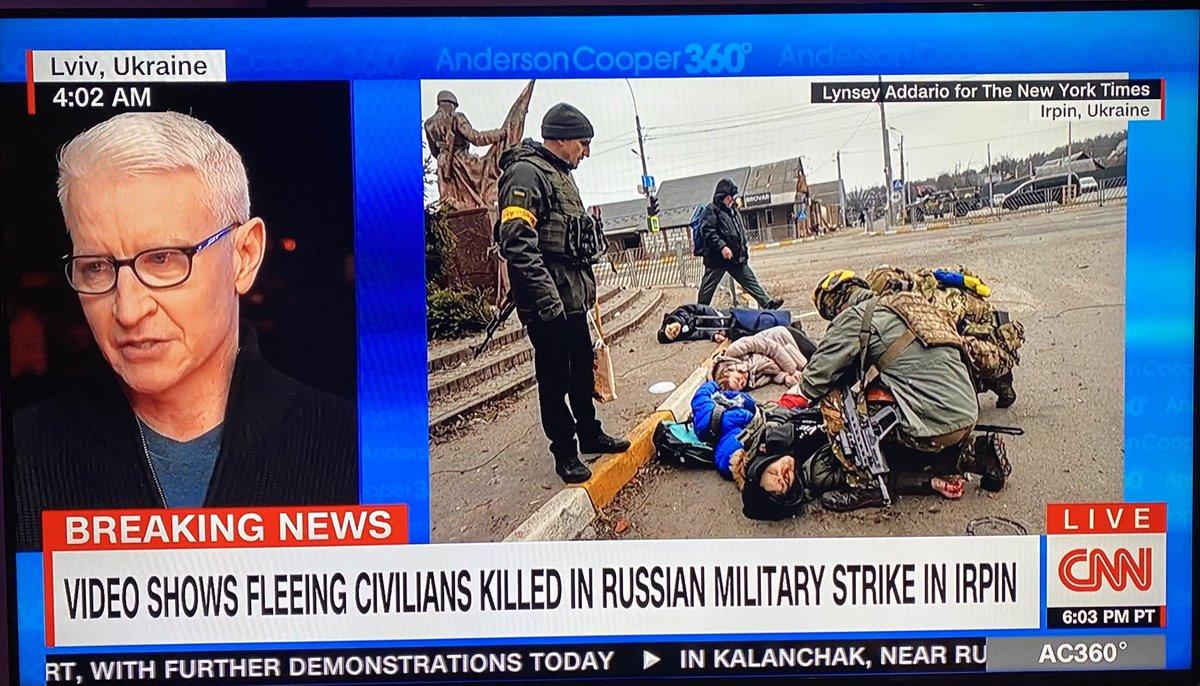 Lviv, Ukraine
4:02 AM
Anderson Cooper 360°
Lynsey Addario for The New York Times
Irpin, Ukraine
BREAKING NEWS
VIDEO SHOWS FLEEING CIVILIANS KILLED IN RUSSIAN MILITARY STRIKE IN IRPIN
LIVE
CNN
6:03 PM PT
RT, WITH FURTHER DEMONSTRATIONS TODAY ▶ IN KALANCHAK, NEAR RU
AC360°